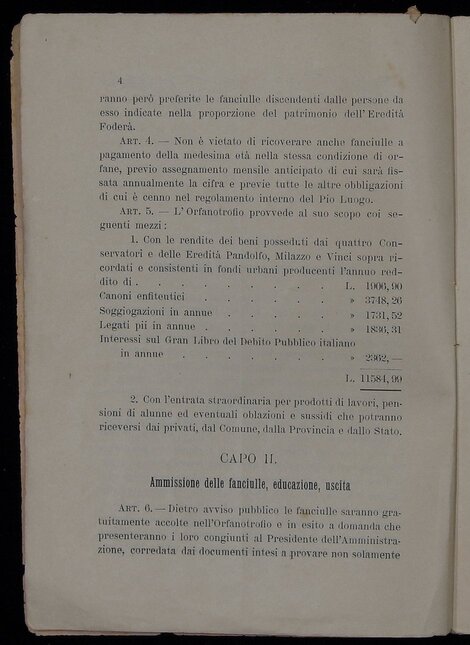 4
ranno però preferite le fanciulle discendenti dalle persone da
esso indicate nella proporzione del patrimonio dell'Eredità
Foderà.
ART. 4. — Non è vietato di ricoverare anche fanciulle a
pagamento della medesima età nella stessa condizione di or-
fane, previo assegnamento mensile anticipato di cui sarà fis-
sata annualmente la cifra e previe tutte le altre obbligazioni
di cui è cenno nel regolamento interno del Pio Luogo.
ART. 5. — L'Orfanotrofio provvede al suo scopo coi se-
guenti mezzi:
1. Con le rendite dei beni posseduti dai quattro Con-
servatori e delle Eredità Pandolfo, Milazzo e Vinci sopra ri-
cordati e consistenti in fondi urbani producenti l'annuo red-
dito di . . . . . . . L. 1906,90
Canoni enfiteutici . . . . . . » 3748,26
Soggiogazioni in annue . . . . . » 1731,52
Legati pii in annue . . . . . » 1836,31
Interessi sul Gran Libro del Debito Pubblico italiano
in annue . . . . . . » 2362,—
L. 11584,99
2. Con l'entrata straordinaria per prodotti di lavori, pen-
sioni di alunne ed eventuali oblazioni e sussidi che potranno
riceversi dai privati, dal Comune, dalla Provincia e dallo Stato.
CAPO II.
Ammissione delle fanciulle, educazione, uscita
ART. 6. — Dietro avviso pubblico le fanciulle saranno gra-
tuitamente accolte nell'Orfanotrofio e in esito a domanda che
presenteranno i loro congiunti al Presidente dell'Amministra-
zione, corredata dai documenti intesi a provare non solamente